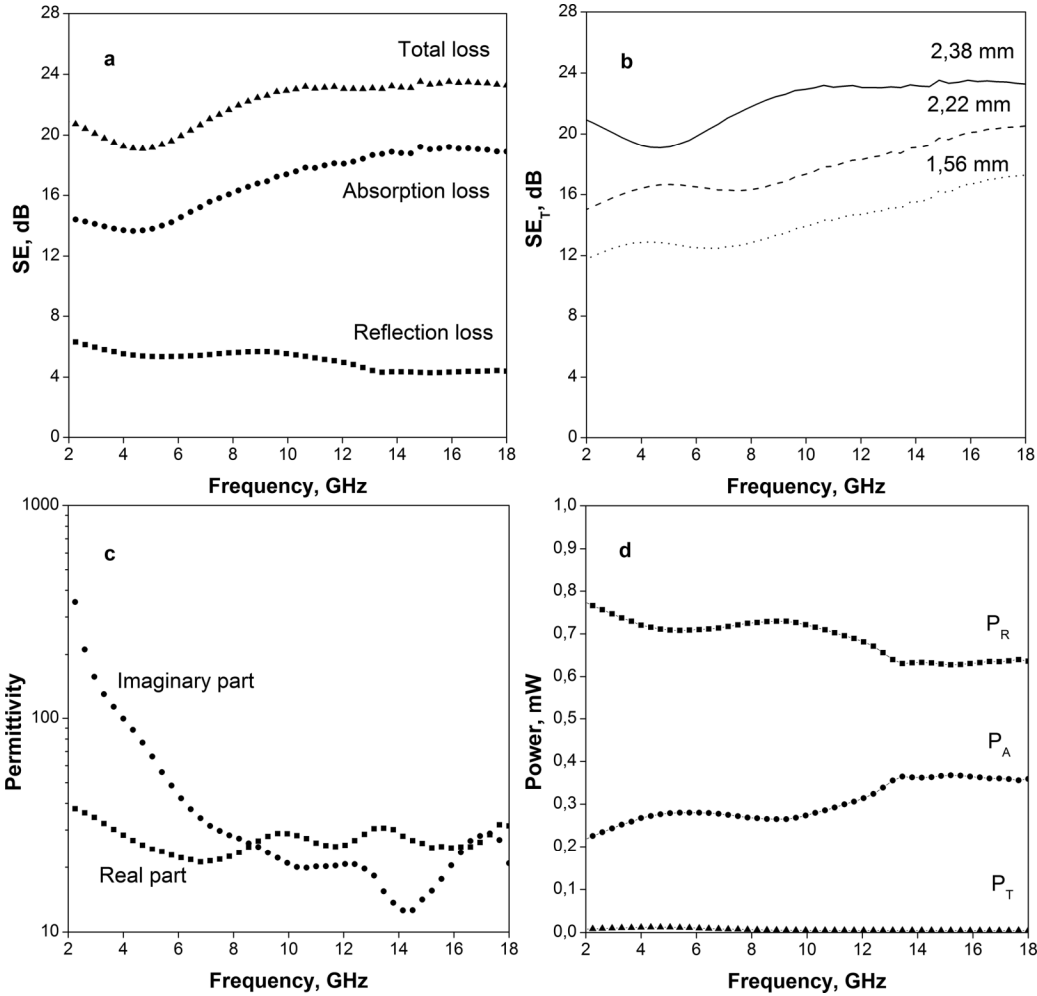 a
SE, dB
28
24
20
16
12
8
4
0
Total loss
Absorption loss
Reflection loss
2 4 6 8 10 12 14 16 18
Frequency, GHz
b
SE_T, dB
28
24
20
16
12
8
4
0
2,38 mm
2,22 mm
1,56 mm
2 4 6 8 10 12 14 16 18
Frequency, GHz
c
Permittivity
1000
100
10
Imaginary part
Real part
2 4 6 8 10 12 14 16 18
Frequency, GHz
d
Power, mW
1,0
0,9
0,8
0,7
0,6
0,5
0,4
0,3
0,2
0,1
0,0
P_R
P_A
P_T
2 4 6 8 10 12 14 16 18
Frequency, GHz